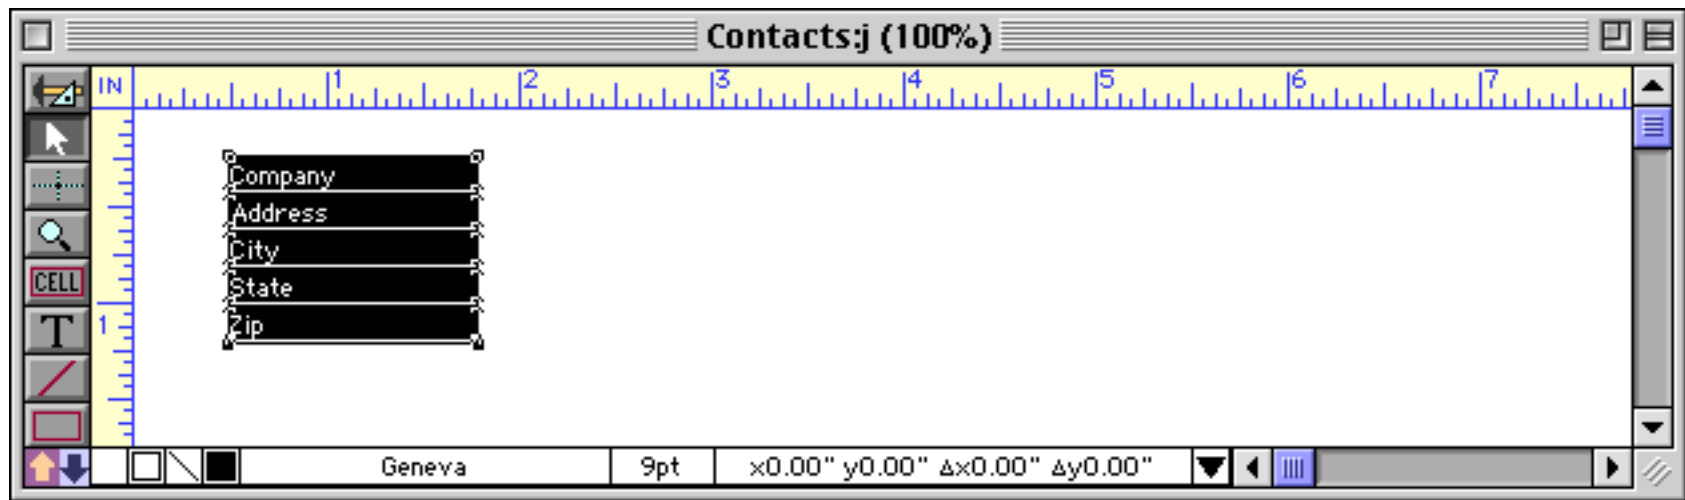 Contacts:j (100%)
IN 1 2 3 4 5 6 7
Company
Address
City
CELL
State
T
1
Zip
Geneva 9pt x0.00" y0.00" Δx0.00" Δy0.00"